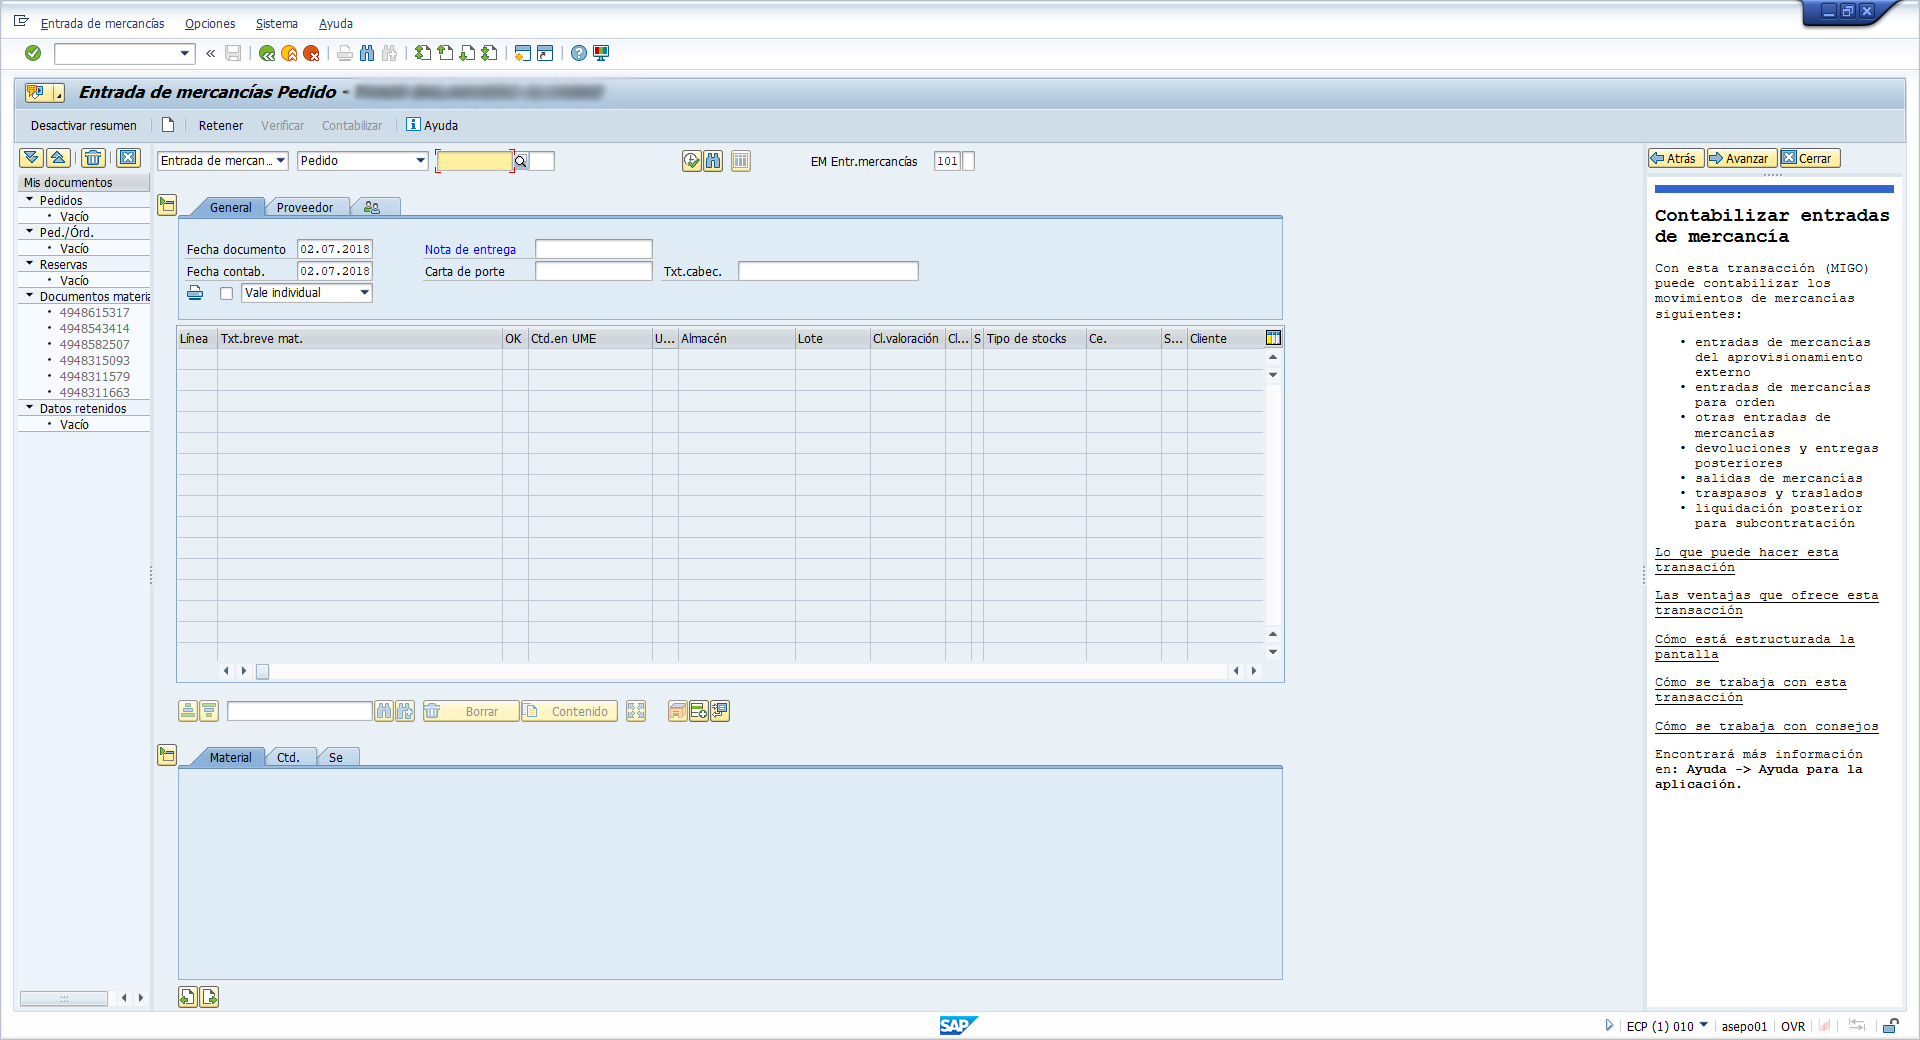 Entrada de mercancías Opciones Sistema Ayuda
Entrada de mercancías Pedido -
Desactivar resumen Retener Verificar Contabilizar Ayuda
Entrada de mercan... Pedido EM Entr.mercancías 101
Mis documentos
Pedidos
Vacío
Ped./Órd.
Vacío
Reservas
Vacío
Documentos materia
4948615317
4948543414
4948582507
4948315093
4948311579
4948311663
Datos retenidos
Vacío
General Proveedor
Fecha documento 02.07.2018 Nota de entrega
Fecha contab. 02.07.2018 Carta de porte Txt.cabec.
Vale individual
Línea Txt.breve mat. OK Ctd.en UME U... Almacén Lote Cl.valoración Cl... S Tipo de stocks Ce. S... Cliente
Borrar Contenido
Material Ctd. Se
Atrás Avanzar Cerrar
Contabilizar entradas
de mercancía
Con esta transacción (MIGO)
puede contabilizar los
movimientos de mercancías
siguientes:
• entradas de mercancías
del aprovisionamiento
externo
• entradas de mercancías
para orden
• otras entradas de
mercancías
• devoluciones y entregas
posteriores
• salidas de mercancías
• traspasos y traslados
• liquidación posterior
para subcontratación
Lo que puede hacer esta
transación
Las ventajas que ofrece esta
transacción
Cómo está estructurada la
pantalla
Cómo se trabaja con esta
transacción
Cómo se trabaja con consejos
Encontrará más información
en: Ayuda -> Ayuda para la
aplicación.
SAP
ECP (1) 010 asepo01 OVR